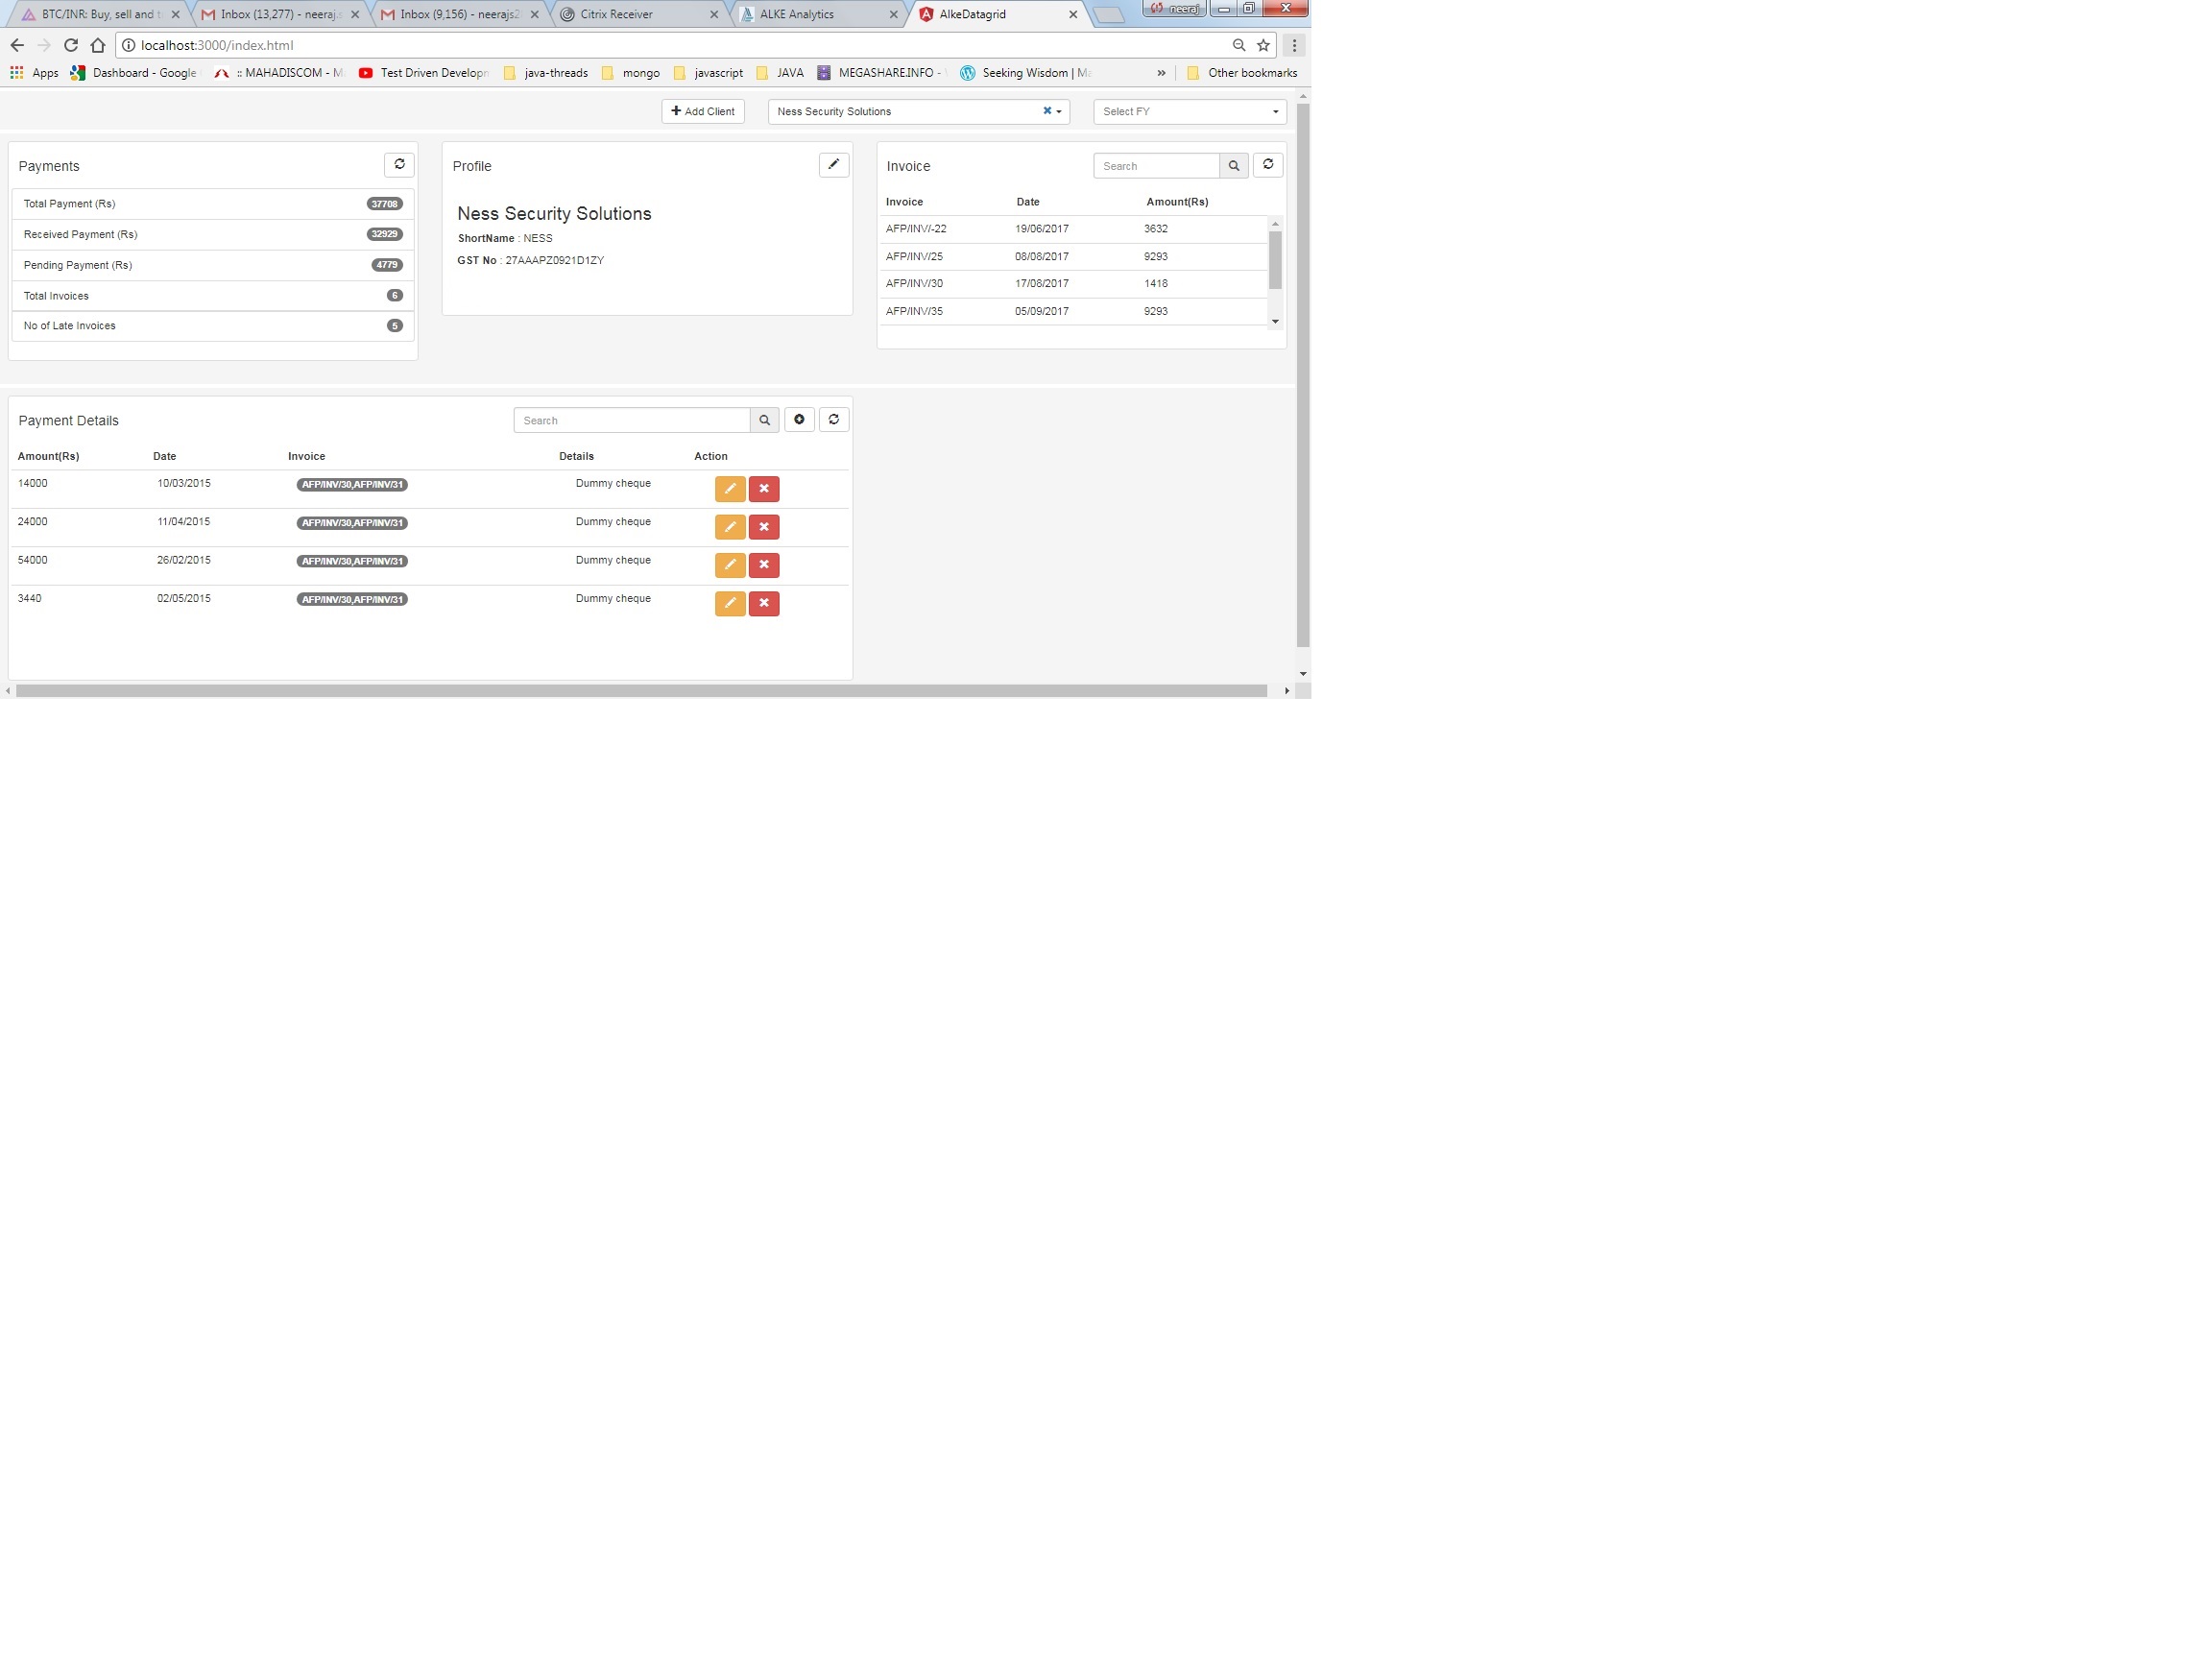 BTC/INR: Buy, sell and t
Inbox (13,277) - neeraj.s
Inbox (9,156) - neerajs2
Citrix Receiver
ALKE Analytics
AlkeDatagrid
neeraj
localhost:3000/index.html
Apps
Dashboard - Google
:: MAHADISCOM - M
Test Driven Developn
java-threads
mongo
javascript
JAVA
MEGASHARE.INFO -
Seeking Wisdom | Ma
»
Other bookmarks
Add Client
Ness Security Solutions
Select FY
Payments
Total Payment (Rs) 37708
Received Payment (Rs) 32929
Pending Payment (Rs) 4779
Total Invoices 6
No of Late Invoices 5
Profile
Ness Security Solutions
ShortName : NESS
GST No : 27AAAPZ0921D1ZY
Invoice
Search
Invoice Date Amount(Rs)
AFP/INV/-22 19/06/2017 3632
AFP/INV/25 08/08/2017 9293
AFP/INV/30 17/08/2017 1418
AFP/INV/35 05/09/2017 9293
Payment Details
Search
Amount(Rs) Date Invoice Details Action
14000 10/03/2015 AFP/INV/30,AFP/INV/31 Dummy cheque
24000 11/04/2015 AFP/INV/30,AFP/INV/31 Dummy cheque
54000 26/02/2015 AFP/INV/30,AFP/INV/31 Dummy cheque
3440 02/05/2015 AFP/INV/30,AFP/INV/31 Dummy cheque